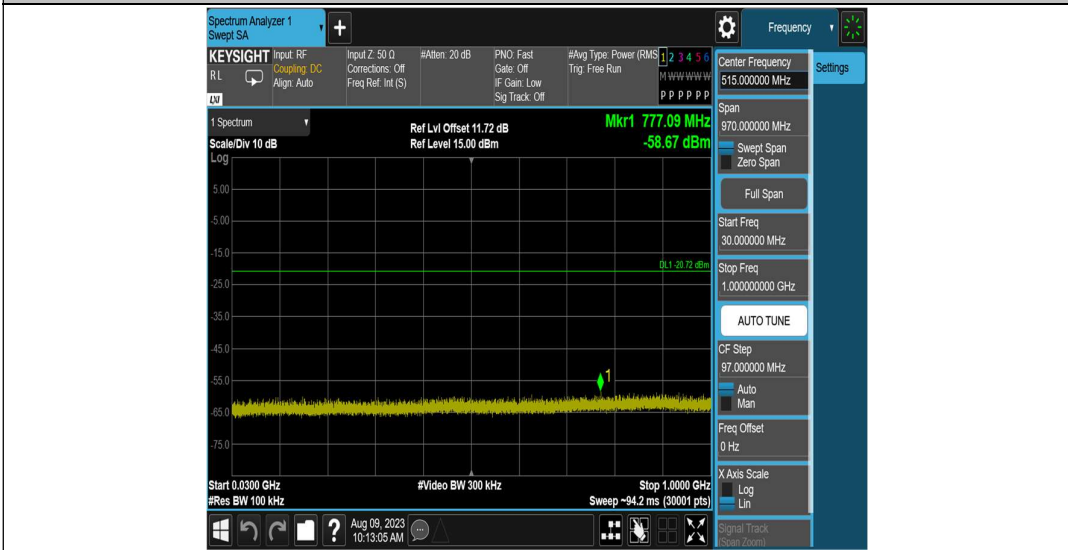 Spectrum Analyzer 1
Swept SA
+
Frequency
KEYSIGHT
RL
LXI
Input: RF
Coupling: DC
Align: Auto
Input Z: 50 Ω
Corrections: Off
Freq Ref: Int (S)
#Atten: 20 dB
PNO: Fast
Gate: Off
IF Gain: Low
Sig Track: Off
#Avg Type: Power (RMS
Trig: Free Run
1 2 3 4 5 6
M W W W W W
P P P P P P
1 Spectrum
Scale/Div 10 dB
Ref Lvl Offset 11.72 dB
Ref Level 15.00 dBm
Mkr1 777.09 MHz
-58.67 dBm
Log
5.00
-5.00
-15.0
DL1 -20.72 dBm
-25.0
-35.0
-45.0
-55.0
1
-65.0
-75.0
Start 0.0300 GHz
#Res BW 100 kHz
#Video BW 300 kHz
Stop 1.0000 GHz
Sweep ~94.2 ms (30001 pts)
?
Aug 09, 2023
10:13:05 AM
Center Frequency
515.000000 MHz
Settings
Span
970.000000 MHz
Swept Span
Zero Span
Full Span
Start Freq
30.000000 MHz
Stop Freq
1.000000000 GHz
AUTO TUNE
CF Step
97.000000 MHz
Auto
Man
Freq Offset
0 Hz
X Axis Scale
Log
Lin
Signal Track
(Span Zoom)